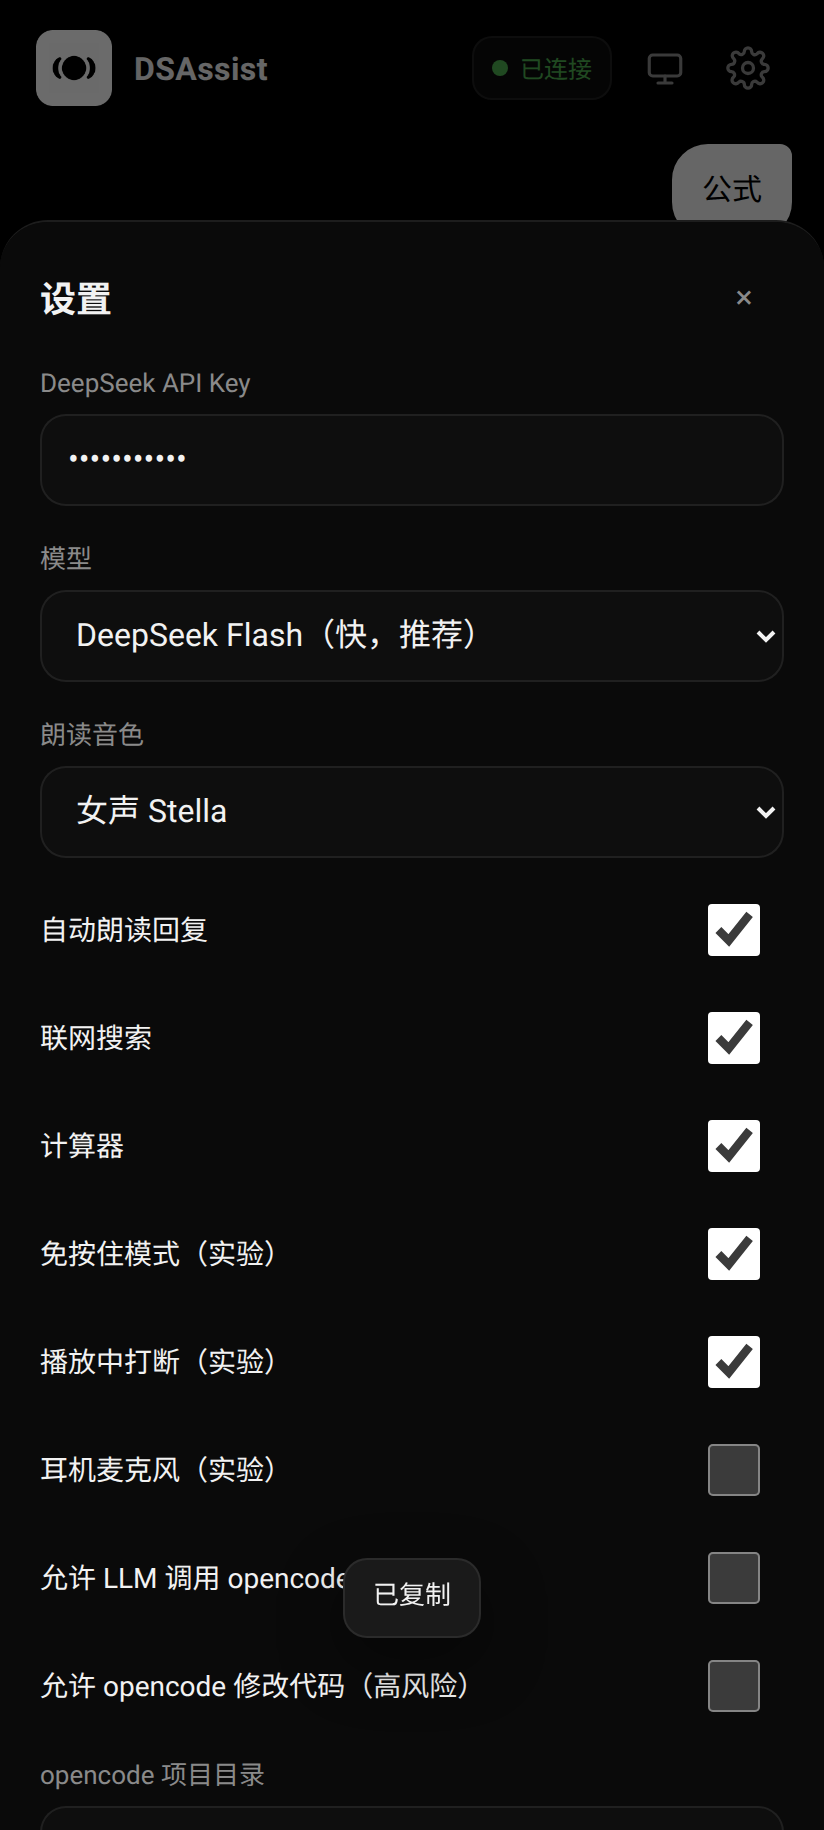 DSAssist
已连接
公式
设置
×
DeepSeek API Key
•••••••••••
模型
DeepSeek Flash（快，推荐）
朗读音色
女声 Stella
自动朗读回复
联网搜索
计算器
免按住模式（实验）
播放中打断（实验）
耳机麦克风（实验）
允许 LLM 调用 opencode
已复制
允许 opencode 修改代码（高风险）
opencode 项目目录